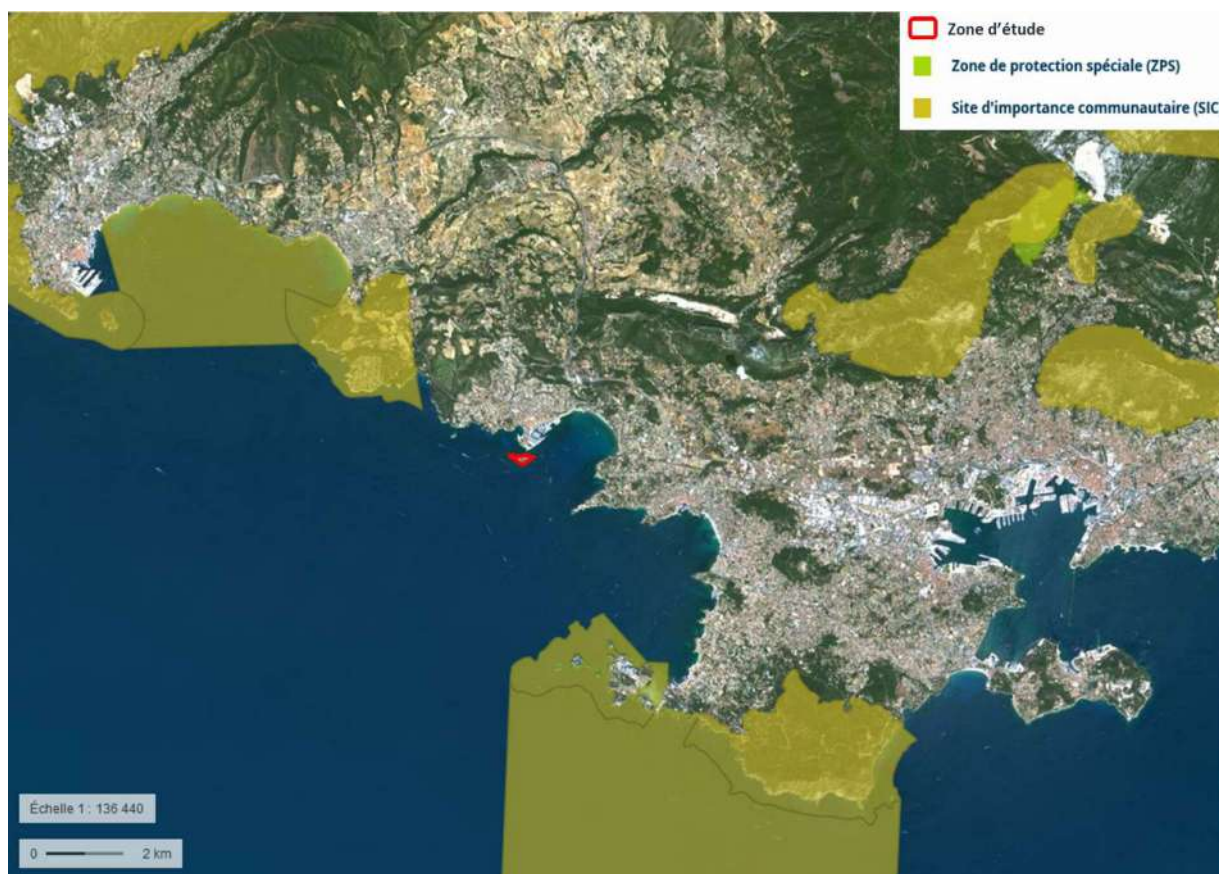 Zone d'étude
Zone de protection spéciale (ZPS)
Site d'importance communautaire (SIC
Échelle 1 : 136 440
0 2 km